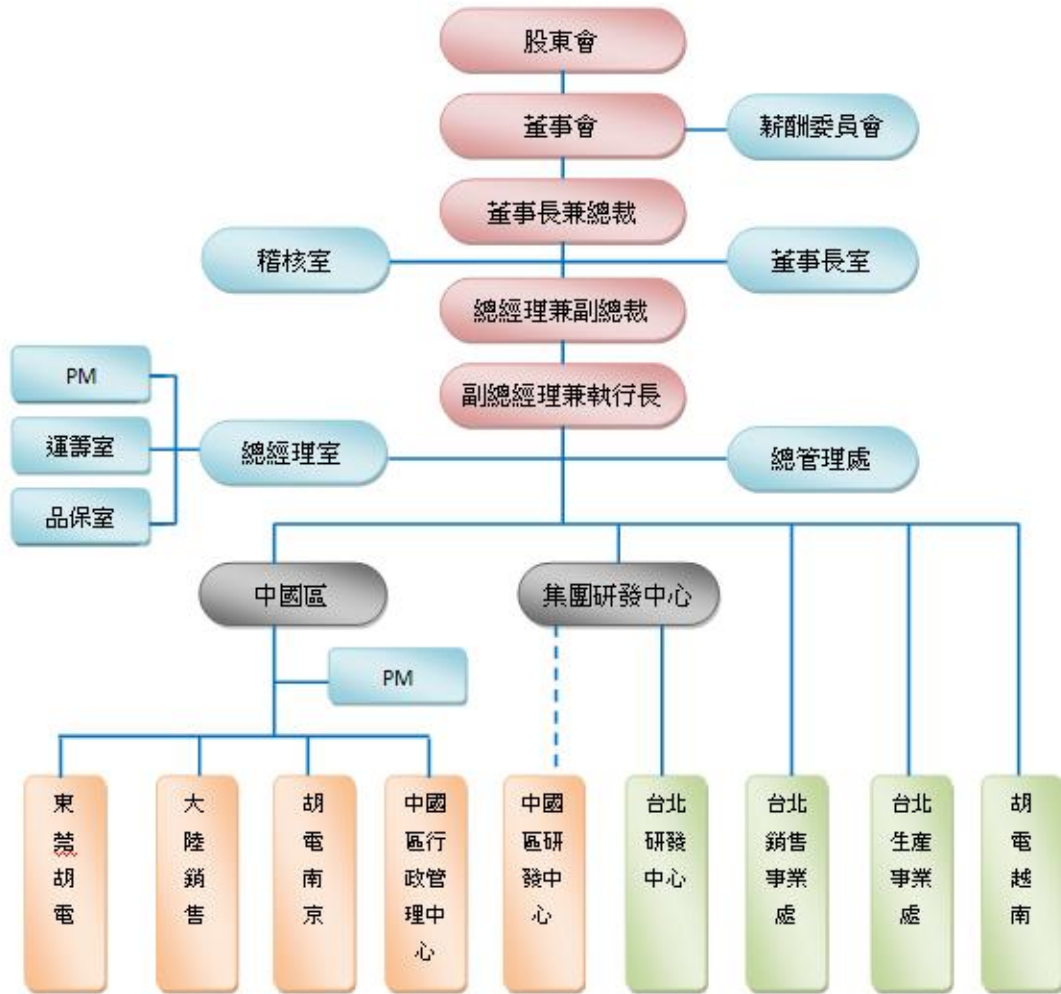 股東會
董事會
薪酬委員會
董事長兼總裁
稽核室
董事長室
總經理兼副總裁
副總經理兼執行長
PM
運籌室
品保室
總經理室
總管理處
中國區
集團研發中心
PM
東
莞
胡
電
大
陸
銷
售
胡
電
南
京
中國
區行
政管
理中
心
中國
區研
發中
心
台北
研發
中心
台北
銷售
事業
處
台北
生產
事業
處
胡
電
越
南